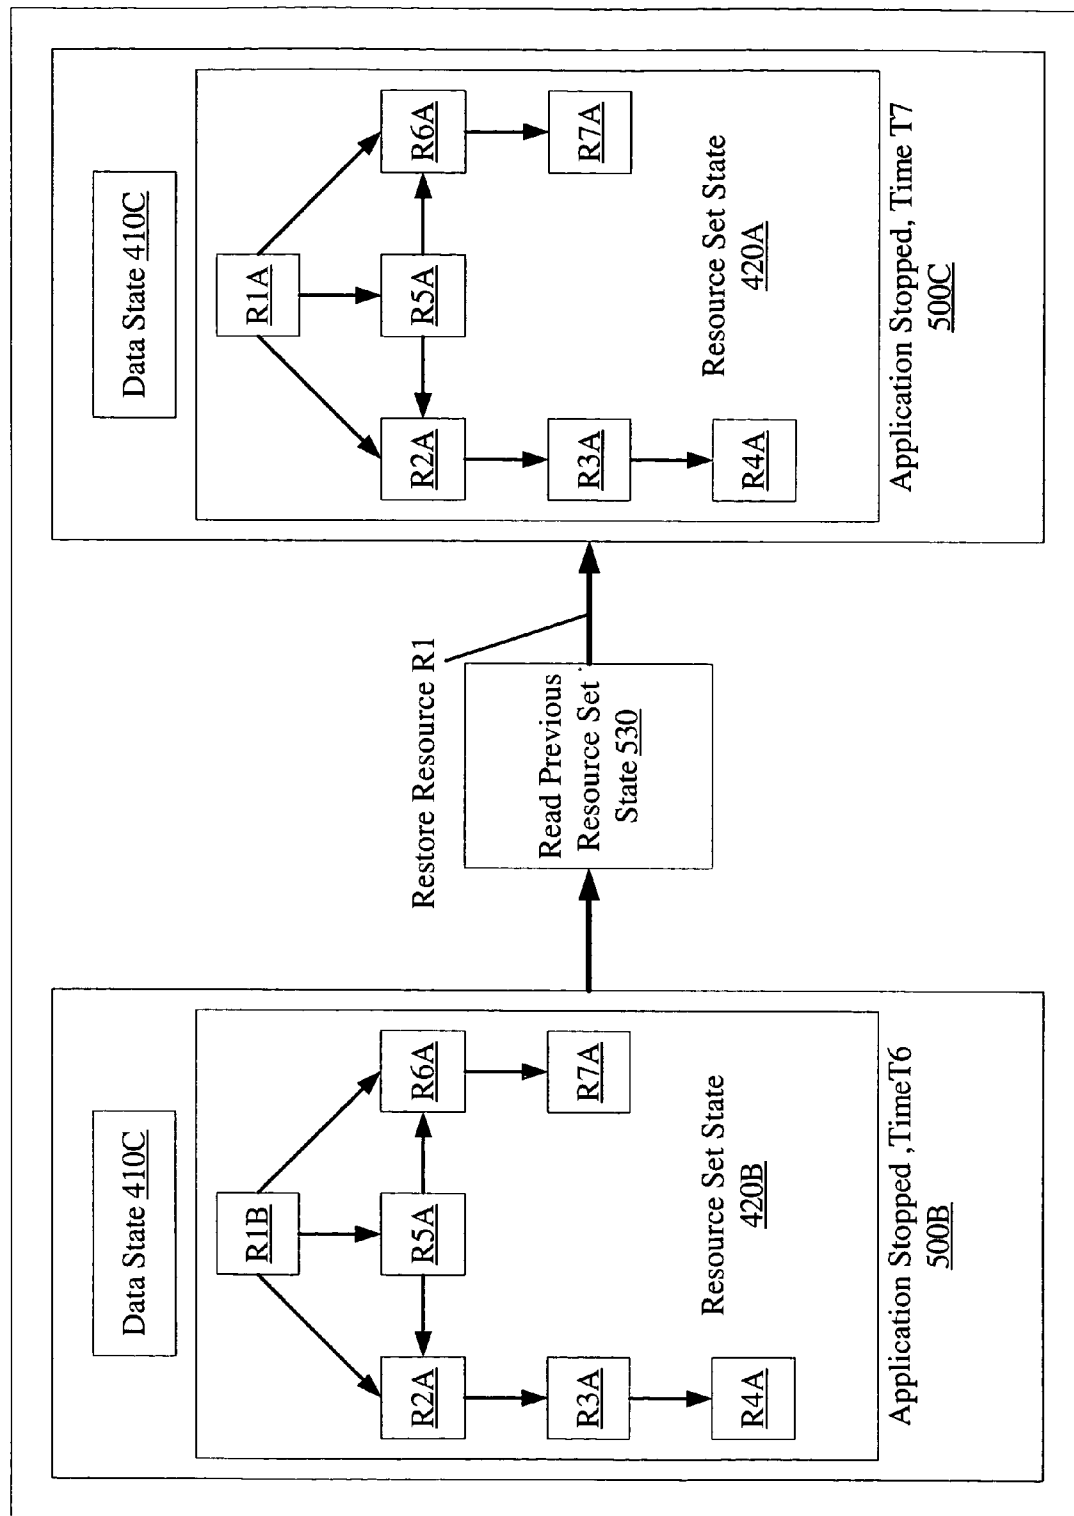 Data State 410C
R1B
R2A
R5A
R6A
R3A
R7A
R4A
Resource Set State
420B
Application Stopped ,TimeT6
500B
Restore Resource R1
Read Previous
Resource Set
State 530
Data State 410C
R1A
R2A
R5A
R6A
R3A
R7A
R4A
Resource Set State
420A
Application Stopped, Time T7
500C